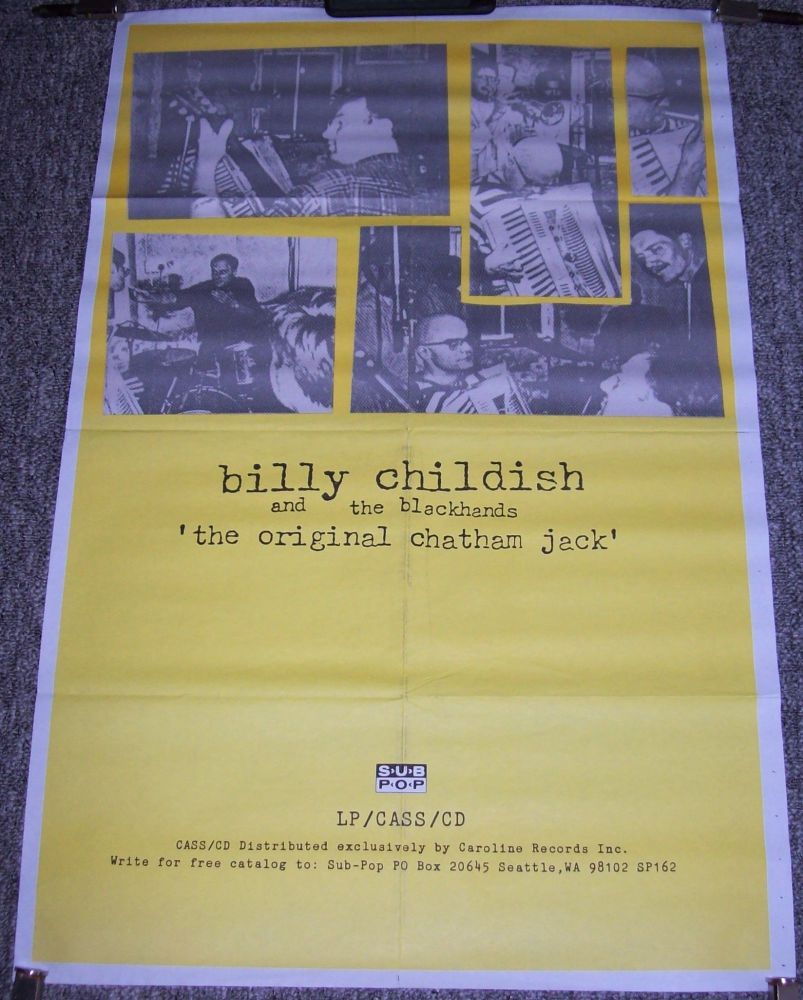 billy childish
and the blackhands
'the original chatham jack'
SUB
POP
LP/CASS/CD
CASS/CD Distributed exclusively by Caroline Records Inc.
Write for free catalog to: Sub-Pop PO Box 20645 Seattle,WA 98102 SP162